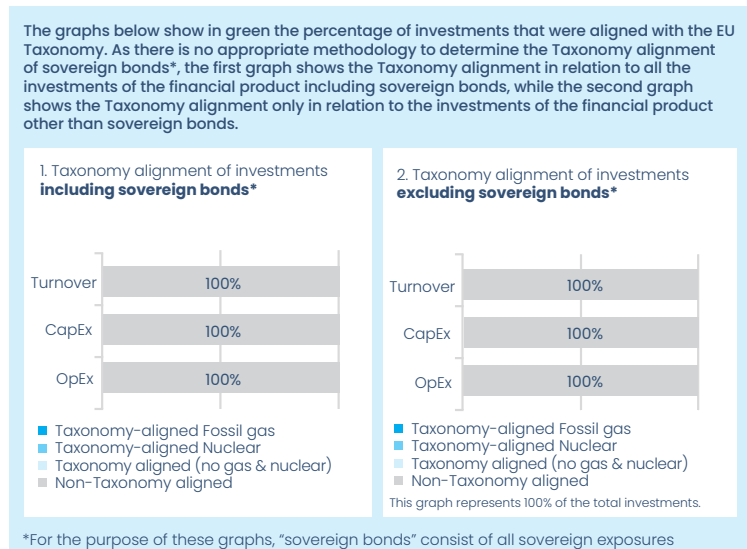 The graphs below show in green the percentage of investments that were aligned with the EU
Taxonomy. As there is no appropriate methodology to determine the Taxonomy alignment
of sovereign bonds*, the first graph shows the Taxonomy alignment in relation to all the
investments of the financial product including sovereign bonds, while the second graph
shows the Taxonomy alignment only in relation to the investments of the financial product
other than sovereign bonds.
1. Taxonomy alignment of investments
including sovereign bonds*
Turnover 100%
CapEx 100%
OpEx 100%
Taxonomy-aligned Fossil gas
Taxonomy-aligned Nuclear
Taxonomy aligned (no gas & nuclear)
Non-Taxonomy aligned
2. Taxonomy alignment of investments
excluding sovereign bonds*
Turnover 100%
CapEx 100%
OpEx 100%
Taxonomy-aligned Fossil gas
Taxonomy-aligned Nuclear
Taxonomy aligned (no gas & nuclear)
Non-Taxonomy aligned
This graph represents 100% of the total investments.
*For the purpose of these graphs, “sovereign bonds” consist of all sovereign exposures